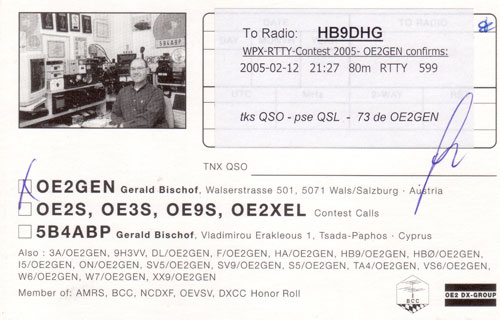 To Radio: HB9DHG
WPX-RTTY-Contest 2005- OE2GEN confirms:
2005-02-12 21:27 80m RTTY 599
tks QSO - pse QSL - 73 de OE2GEN
TNX QSO
OE2GEN Gerald Bischof, Walserstrasse 501, 5071 Wals/Salzburg · Austria
OE2S, OE3S, OE9S, OE2XEL Contest Calls
5B4ABP Gerald Bischof, Vladimirou Erakleous 1, Tsada-Paphos · Cyprus
Also : 3A/OE2GEN, 9H3VV, DL/OE2GEN, F/OE2GEN, HA/OE2GEN, HB9/OE2GEN, HBØ/OE2GEN,
I5/OE2GEN, ON/OE2GEN, SV5/OE2GEN, SV9/OE2GEN, S5/OE2GEN, TA4/OE2GEN, VS6/OE2GEN,
W6/OE2GEN, W7/OE2GEN, XX9/OE2GEN
Member of: AMRS, BCC, NCDXF, OEVSV, DXCC Honor Roll
BCC
OE2 DX-GROUP